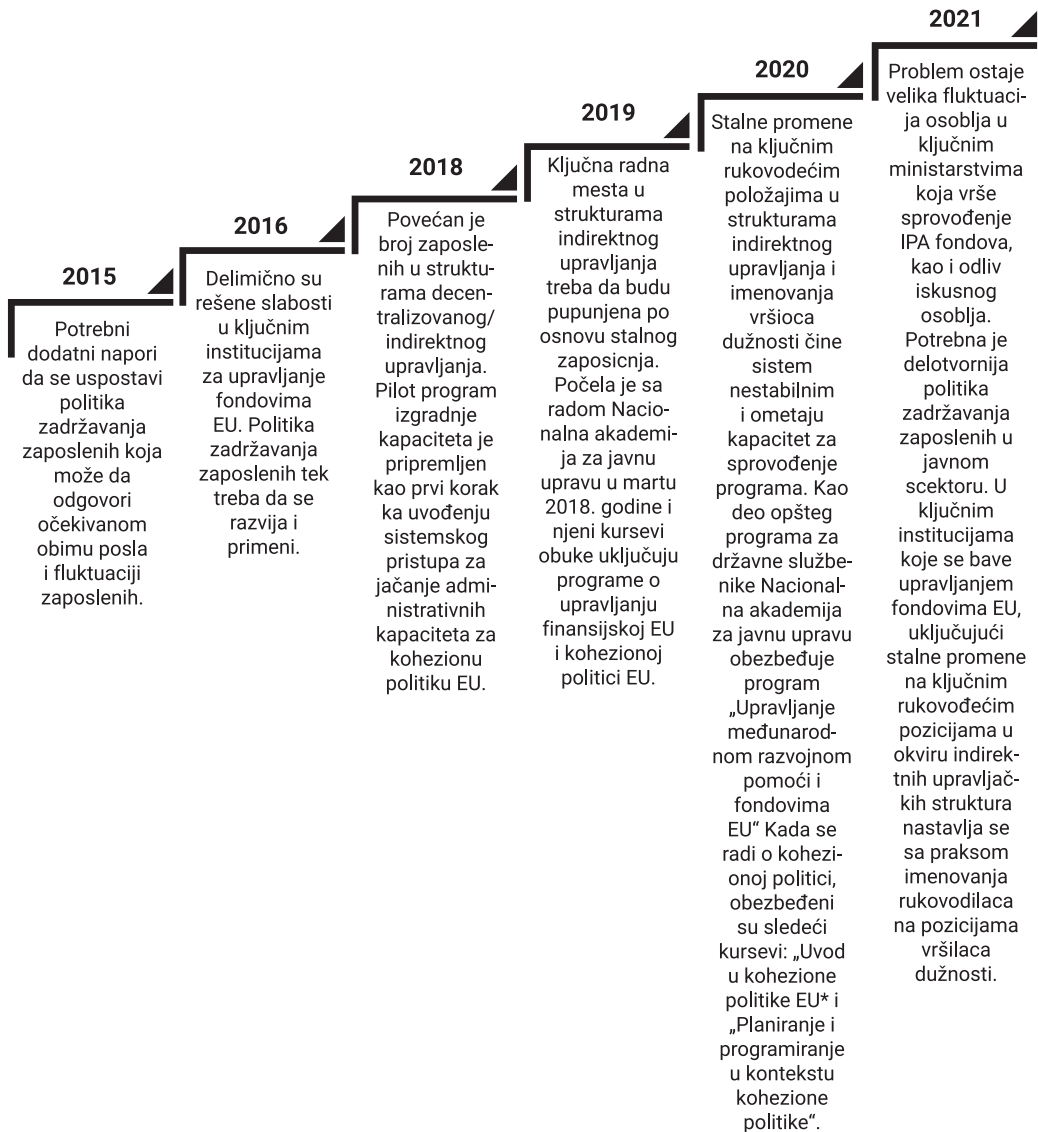 2015
Potrebni
dodatni napori
da se uspostavi
politika
zadržavanja
zaposlenih koja
može da
odgovori
očekivanom
obimu posla
i fluktuaciji
zaposlenih.
2016
Delimično su
rešene slabosti
u ključnim
institucijama
za upravljanje
fondovima
EU. Politika
zadržavanja
zaposlenih tek
treba da se
razvija i
primeni.
2018
Povećan je
broj zaposle-
nih u struktu-
rama decen-
tralizovanog/
indirektnog
upravljanja.
Pilot program
izgradnje
kapaciteta je
pripremljen
kao prvi korak
ka uvođenju
sistemskog
pristupa za
jačanje admi-
nistrativnih
kapaciteta za
kohezionu
politiku EU.
2019
Ključna radna
mesta u
strukturama
indirektnog
upravljanja
treba da budu
pupunjena po
osnovu stalnog
zaposicnja.
Počela je sa
radom Nacio-
nalna akademi-
ja za javnu
upravu u martu
2018. godine i
njeni kursevi
obuke uključuju
programe o
upravljanju
finansijskoj EU
i kohezionoj
politici EU.
2020
Stalne promene
na ključnim
rukovodećim
položajima u
strukturama
indirektnog
upravljanja i
imenovanja
vršioca
dužnosti čine
sistem
nestabilnim
i ometaju
kapacitet za
sprovođenje
programa. Kao
deo opšteg
programa za
državne službe-
nike Nacional-
na akademija
za javnu upravu
obezbeđuje
program
„Upravljanje
međunarod-
nom razvojnom
pomoći i
fondovima
EU“ Kada se
radi o kohezi-
onoj politici,
obezbeđeni
su sledeći
kursevi: „Uvod
u kohezione
politike EU* i
„Planiranje i
programiranje
u kontekstu
kohezione
politike“.
2021
Problem ostaje
velika fluktuaci-
ja osoblja u
ključnim
ministarstvima
koja vrše
sprovođenje
IPA fondova,
kao i odliv
iskusnog
osoblja.
Potrebna je
delotvornija
politika
zadržavanja
zaposlenih u
javnom
scektoru. U
ključnim
institucijama
koje se bave
upravljanjem
fondovima EU,
uključujući
stalne promene
na ključnim
rukovođećim
pozicijama u
okviru indirek-
tnih upravljač-
kih struktura
nastavlja se
sa praksom
imenovanja
rukovodilaca
na pozicijama
vršilaca
dužnosti.